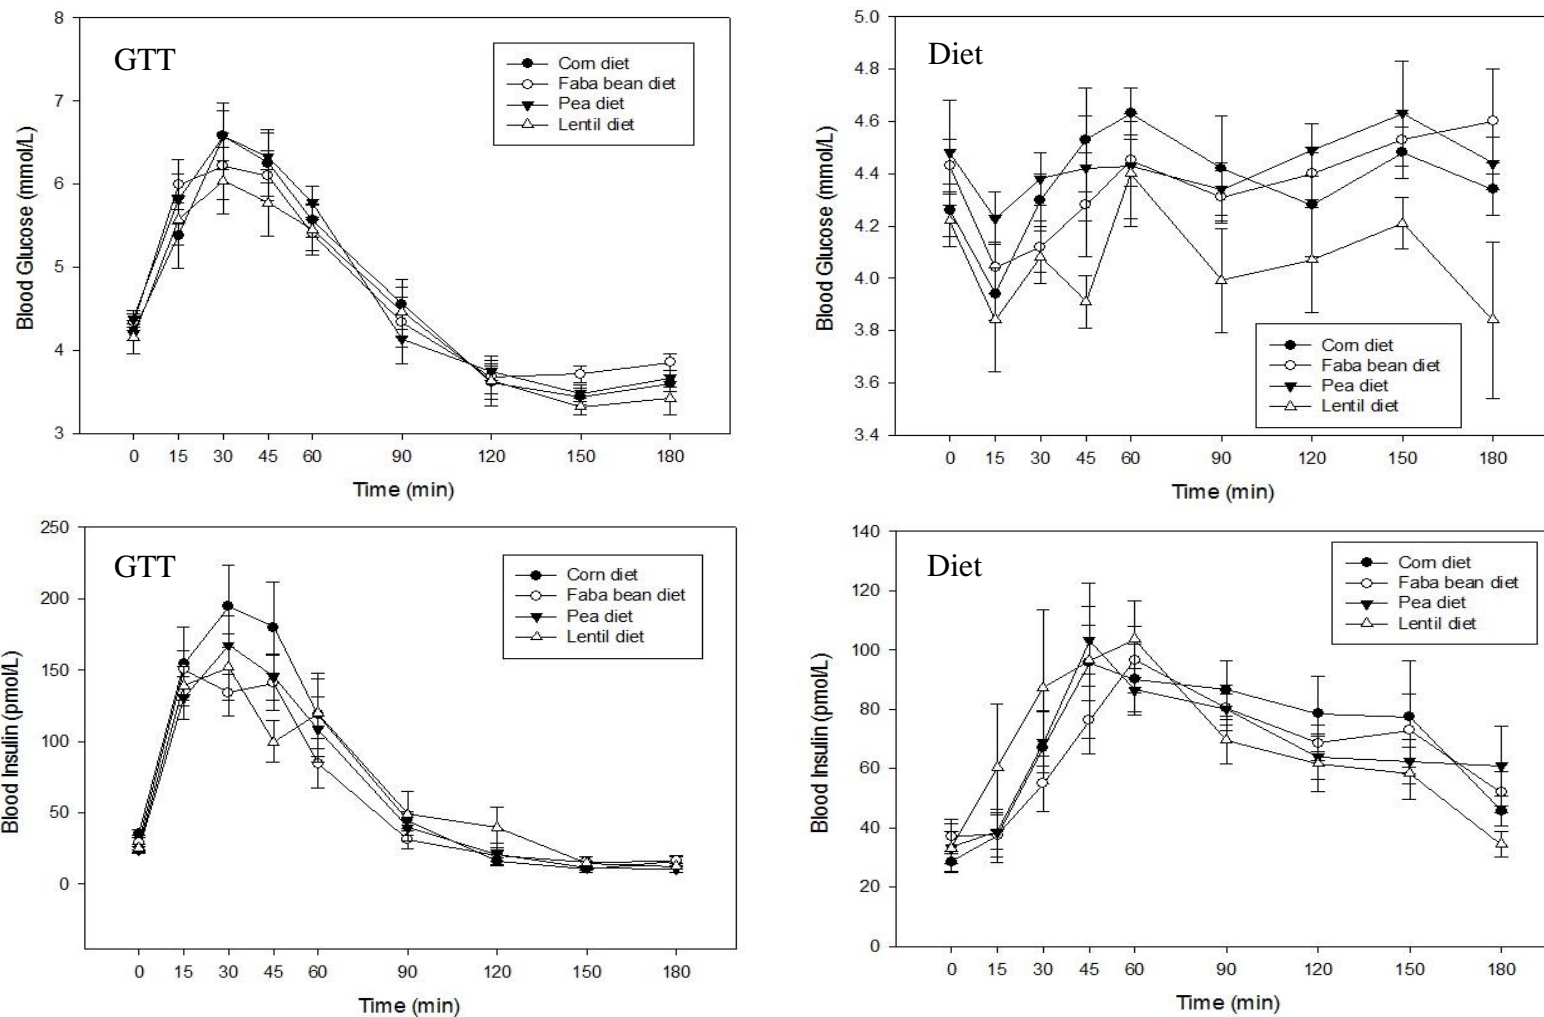 GTT
8
7
6
5
4
3
Blood Glucose (mmol/L)
Corn diet
Faba bean diet
Pea diet
Lentil diet
0 15 30 45 60 90 120 150 180
Time (min)
Diet
5.0
4.8
4.6
4.4
4.2
4.0
3.8
3.6
3.4
Blood Glucose (mmol/L)
Corn diet
Faba bean diet
Pea diet
Lentil diet
0 15 30 45 60 90 120 150 180
Time (min)
GTT
250
200
150
100
50
0
Blood Insulin (pmol/L)
Corn diet
Faba bean diet
Pea diet
Lentil diet
0 15 30 45 60 90 120 150 180
Time (min)
Diet
140
120
100
80
60
40
20
0
Blood Insulin (pmol/L)
Corn diet
Faba bean diet
Pea diet
Lentil diet
0 15 30 45 60 90 120 150 180
Time (min)